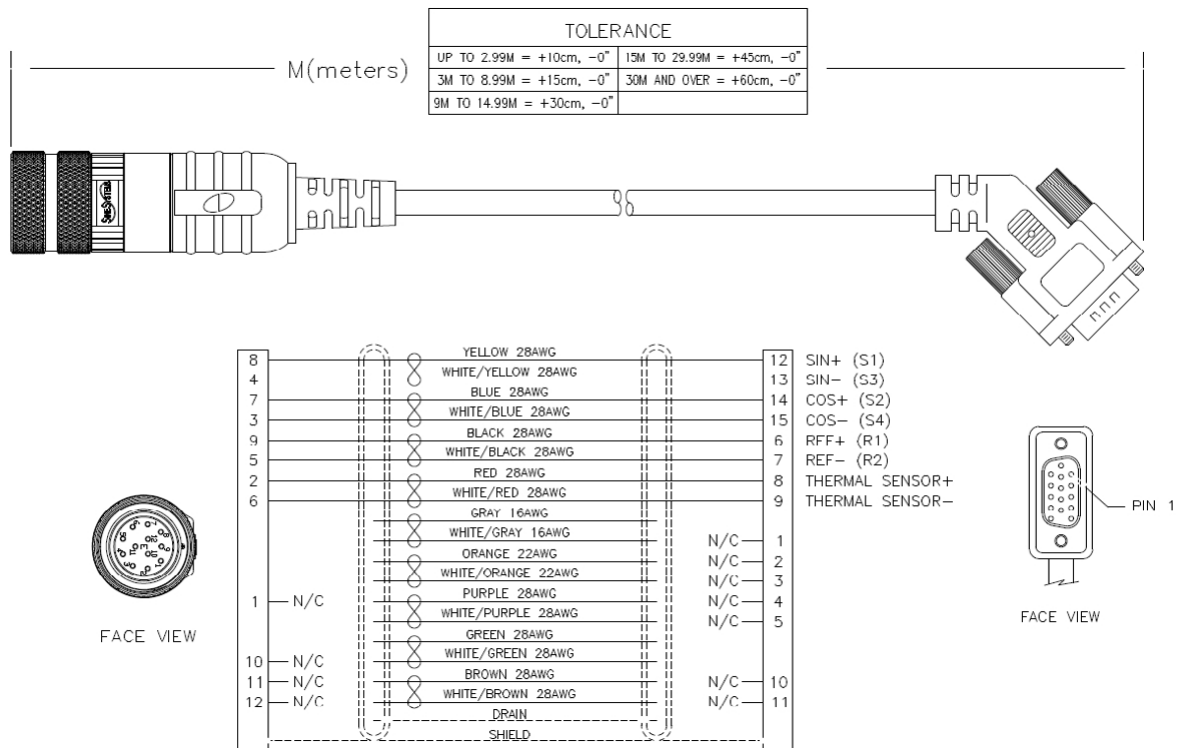 TOLERANCE
UP TO 2.99M = +10cm, -0" 15M TO 29.99M = +45cm, -0"
3M TO 8.99M = +15cm, -0" 30M AND OVER = +60cm, -0"
9M TO 14.99M = +30cm, -0"
M(meters)
SineSystems
8 YELLOW 28AWG 12 SIN+ (S1)
4 WHITE/YELLOW 28AWG 13 SIN- (S3)
7 BLUE 28AWG 14 COS+ (S2)
3 WHITE/BLUE 28AWG 15 COS- (S4)
9 BLACK 28AWG 6 RFF+ (R1)
5 WHITE/BLACK 28AWG 7 REF- (R2)
2 RED 28AWG 8 THERMAL SENSOR+
6 WHITE/RED 28AWG 9 THERMAL SENSOR-
GRAY 16AWG
WHITE/GRAY 16AWG N/C 1
ORANGE 22AWG N/C 2
WHITE/ORANGE 22AWG N/C 3
1 N/C PURPLE 28AWG N/C 4
WHITE/PURPLE 28AWG N/C 5
GREEN 28AWG
10 N/C WHITE/GREEN 28AWG
11 N/C BROWN 28AWG N/C 10
12 N/C WHITE/BROWN 28AWG N/C 11
DRAIN
SHIELD
FACE VIEW
PIN 1
FACE VIEW